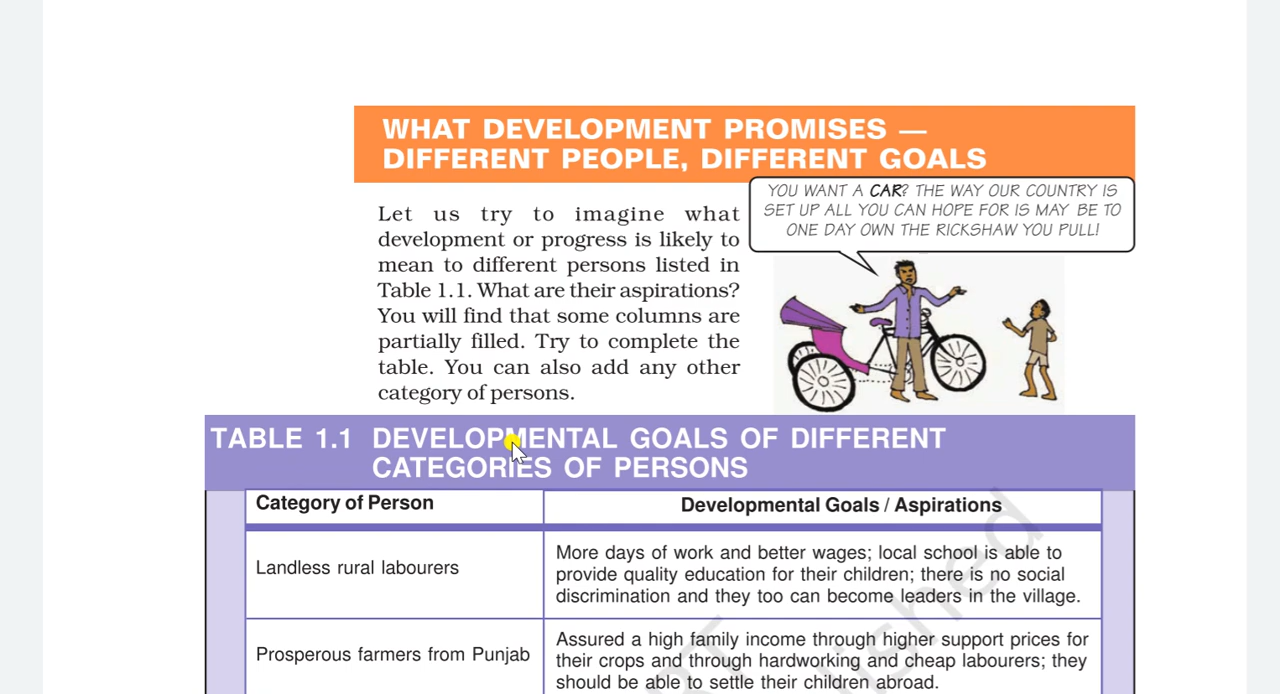 WHAT DEVELOPMENT PROMISES —
DIFFERENT PEOPLE, DIFFERENT GOALS
YOU WANT A CAR? THE WAY OUR COUNTRY IS
SET UP ALL YOU CAN HOPE FOR IS MAY BE TO
ONE DAY OWN THE RICKSHAW YOU PULL!
Let us try to imagine what
development or progress is likely to
mean to different persons listed in
Table 1.1. What are their aspirations?
You will find that some columns are
partially filled. Try to complete the
table. You can also add any other
category of persons.
TABLE 1.1 DEVELOPMENTAL GOALS OF DIFFERENT
CATEGORIES OF PERSONS
Category of Person
Developmental Goals / Aspirations
Landless rural labourers
More days of work and better wages; local school is able to
provide quality education for their children; there is no social
discrimination and they too can become leaders in the village.
Prosperous farmers from Punjab
Assured a high family income through higher support prices for
their crops and through hardworking and cheap labourers; they
should be able to settle their children abroad.